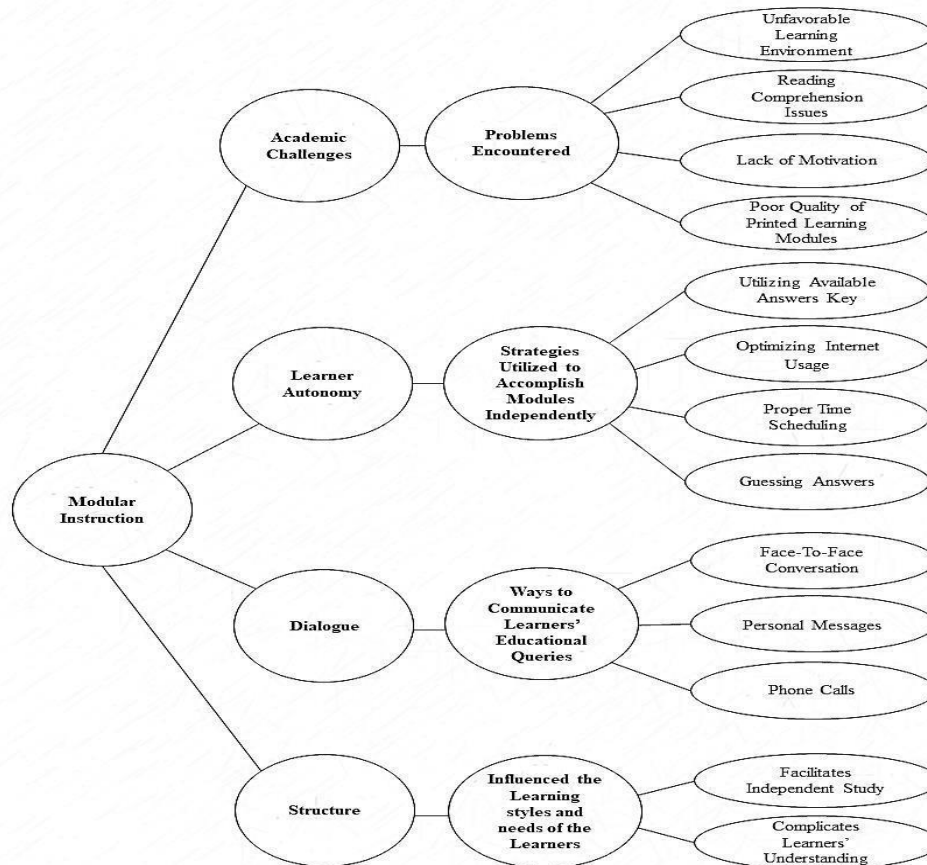 Unfavorable
Learning
Environment
Reading
Comprehension
Issues
Academic
Challenges
Problems
Encountered
Lack of Motivation
Poor Quality of
Printed Learning
Modules
Utilizing Available
Answers Key
Learner
Autonomy
Strategies
Utilized to
Accomplish
Modules
Independently
Optimizing Internet
Usage
Proper Time
Scheduling
Guessing Answers
Modular
Instruction
Face-To-Face
Conversation
Dialogue
Ways to
Communicate
Learners’
Educational
Queries
Personal Messages
Phone Calls
Structure
Influenced the
Learning
styles and
needs of the
Learners
Facilitates
Independent Study
Complicates
Learners’
Understanding